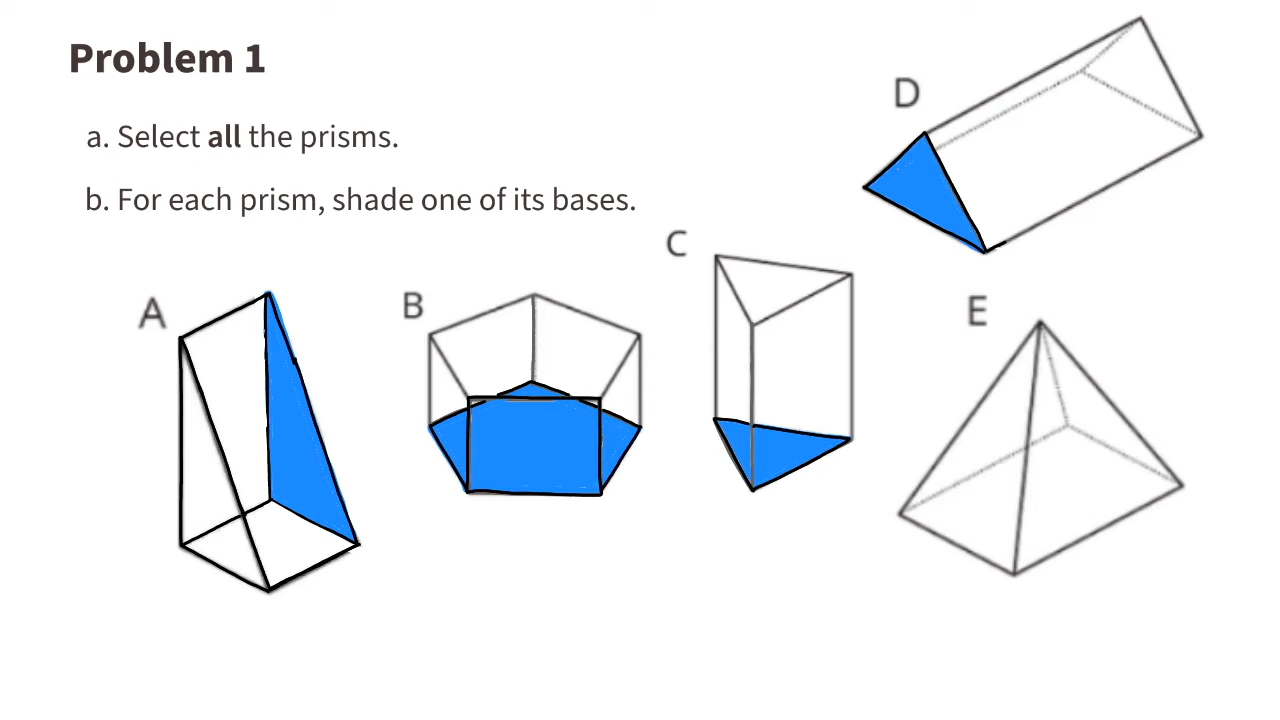 Problem 1
a. Select all the prisms.
b. For each prism, shade one of its bases.
A
B
C
D
E